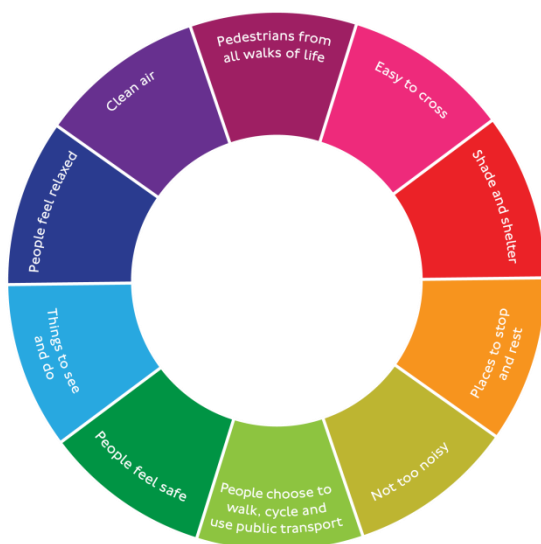 Pedestrians from
all walks of life
Easy to cross
Shade and shelter
Places to stop
and rest
Not too noisy
People choose to
walk, cycle and
use public transport
People feel safe
Things to see
and do
People feel relaxed
Clean air